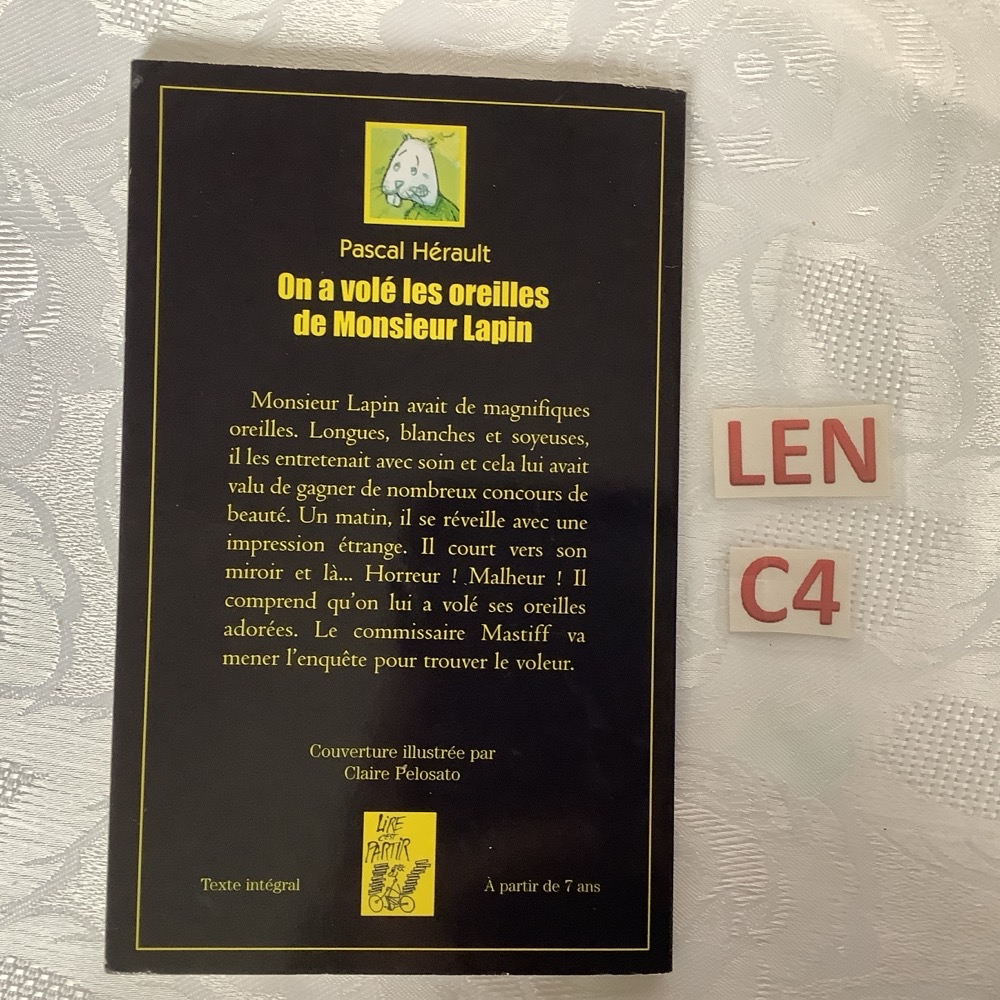 Pascal Hérault
On a volé les oreilles
de Monsieur Lapin
Monsieur Lapin avait de magnifiques
oreilles. Longues, blanches et soyeuses,
il les entretenait avec soin et cela lui avait
valu de gagner de nombreux concours de
beauté. Un matin, il se réveille avec une
impression étrange. Il court vers son
miroir et là... Horreur ! Malheur ! Il
comprend qu'on lui a volé ses oreilles
adorées. Le commissaire Mastiff va
mener l'enquête pour trouver le voleur.
Couverture illustrée par
Claire Pelosato
LIRE
C'EST
PARTIR
Texte intégral
À partir de 7 ans
LEN
C4